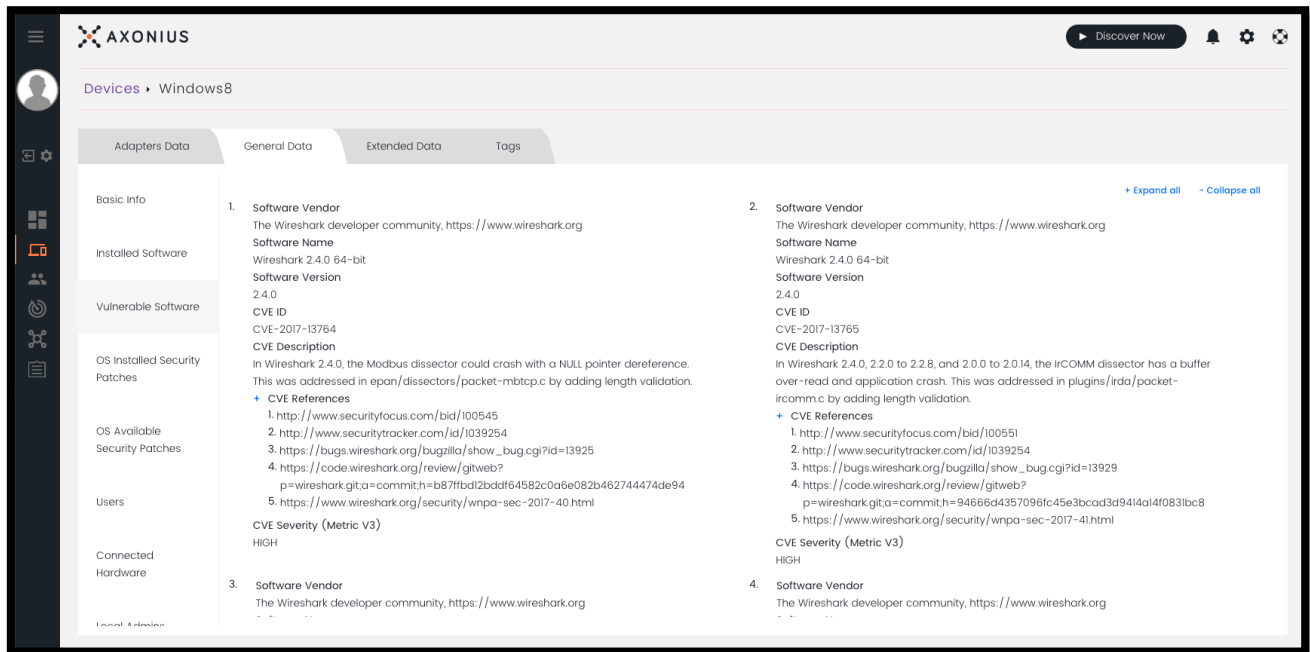 AXONIUS
Discover Now
Devices ▸ Windows8
Adapters Data
General Data
Extended Data
Tags
Basic Info
Installed Software
Vulnerable Software
OS Installed Security
Patches
OS Available
Security Patches
Users
Connected
Hardware
Local Admins
+ Expand all
- Collapse all
1. Software Vendor
The Wireshark developer community, https://www.wireshark.org
Software Name
Wireshark 2.4.0 64-bit
Software Version
2.4.0
CVE ID
CVE-2017-13764
CVE Description
In Wireshark 2.4.0, the Modbus dissector could crash with a NULL pointer dereference.
This was addressed in epan/dissectors/packet-mbtcp.c by adding length validation.
+ CVE References
1. http://www.securityfocus.com/bid/100545
2. http://www.securitytracker.com/id/1039254
3. https://bugs.wireshark.org/bugzilla/show_bug.cgi?id=13925
4. https://code.wireshark.org/review/gitweb?
p=wireshark.git;a=commit;h=b87ffbd12bddf64582c0a6e082b462744474de94
5. https://www.wireshark.org/security/wnpa-sec-2017-40.html
CVE Severity (Metric V3)
HIGH
2. Software Vendor
The Wireshark developer community, https://www.wireshark.org
Software Name
Wireshark 2.4.0 64-bit
Software Version
2.4.0
CVE ID
CVE-2017-13765
CVE Description
In Wireshark 2.4.0, 2.2.0 to 2.2.8, and 2.0.0 to 2.0.14, the IrCOMM dissector has a buffer
over-read and application crash. This was addressed in plugins/irda/packet-
ircomm.c by adding length validation.
+ CVE References
1. http://www.securityfocus.com/bid/100551
2. http://www.securitytracker.com/id/1039254
3. https://bugs.wireshark.org/bugzilla/show_bug.cgi?id=13929
4. https://code.wireshark.org/review/gitweb?
p=wireshark.git;a=commit;h=94666d4357096fc45e3bcad3d9414a14f0831bc8
5. https://www.wireshark.org/security/wnpa-sec-2017-41.html
CVE Severity (Metric V3)
HIGH
3. Software Vendor
The Wireshark developer community, https://www.wireshark.org
4. Software Vendor
The Wireshark developer community, https://www.wireshark.org